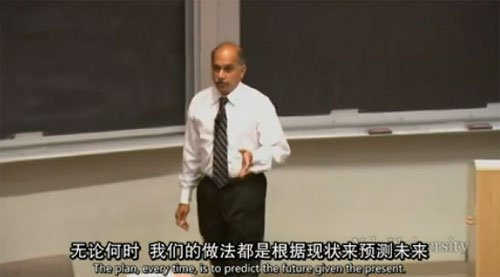 无论何时 我们的做法都是根据现状来预测未来
The plan, every time, is to predict the future given the present.